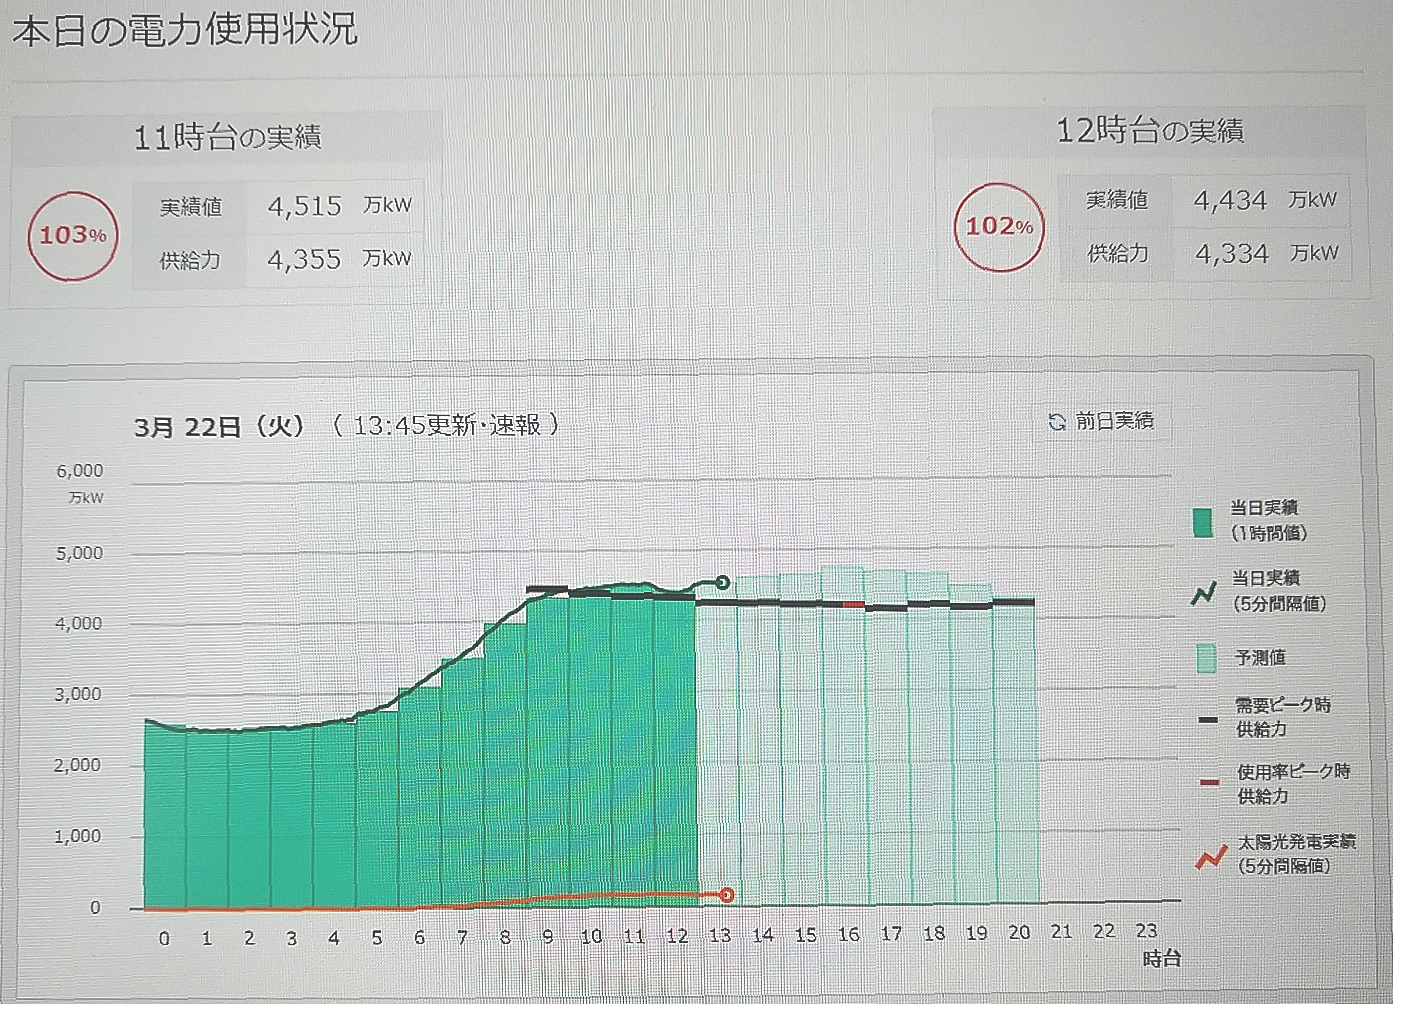 本日の電力使用状況
11時台の実績
103%
実績値 4,515 万kW
供給力 4,355 万kW
12時台の実績
102%
実績値 4,434 万kW
供給力 4,334 万kW
3月 22日（火）（ 13:45更新・速報 ）
前日実績
6,000
万kW
5,000
4,000
3,000
2,000
1,000
0
0 1 2 3 4 5 6 7 8 9 10 11 12 13 14 15 16 17 18 19 20 21 22 23
時台
当日実績
（1時間値）
当日実績
（5分間隔値）
予測値
需要ピーク時
供給力
使用率ピーク時
供給力
太陽光発電実績
（5分間隔値）